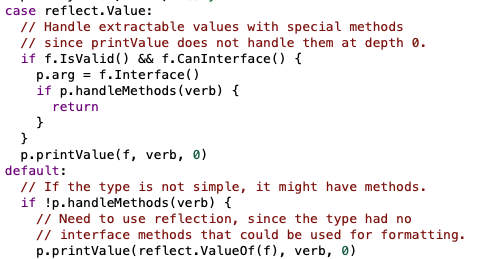 case reflect.Value:
// Handle extractable values with special methods
// since printValue does not handle them at depth 0.
if f.IsValid() && f.CanInterface() {
p.arg = f.Interface()
if p.handleMethods(verb) {
return
}
}
p.printValue(f, verb, 0)
default:
// If the type is not simple, it might have methods.
if !p.handleMethods(verb) {
// Need to use reflection, since the type had no
// interface methods that could be used for formatting.
p.printValue(reflect.ValueOf(f), verb, 0)